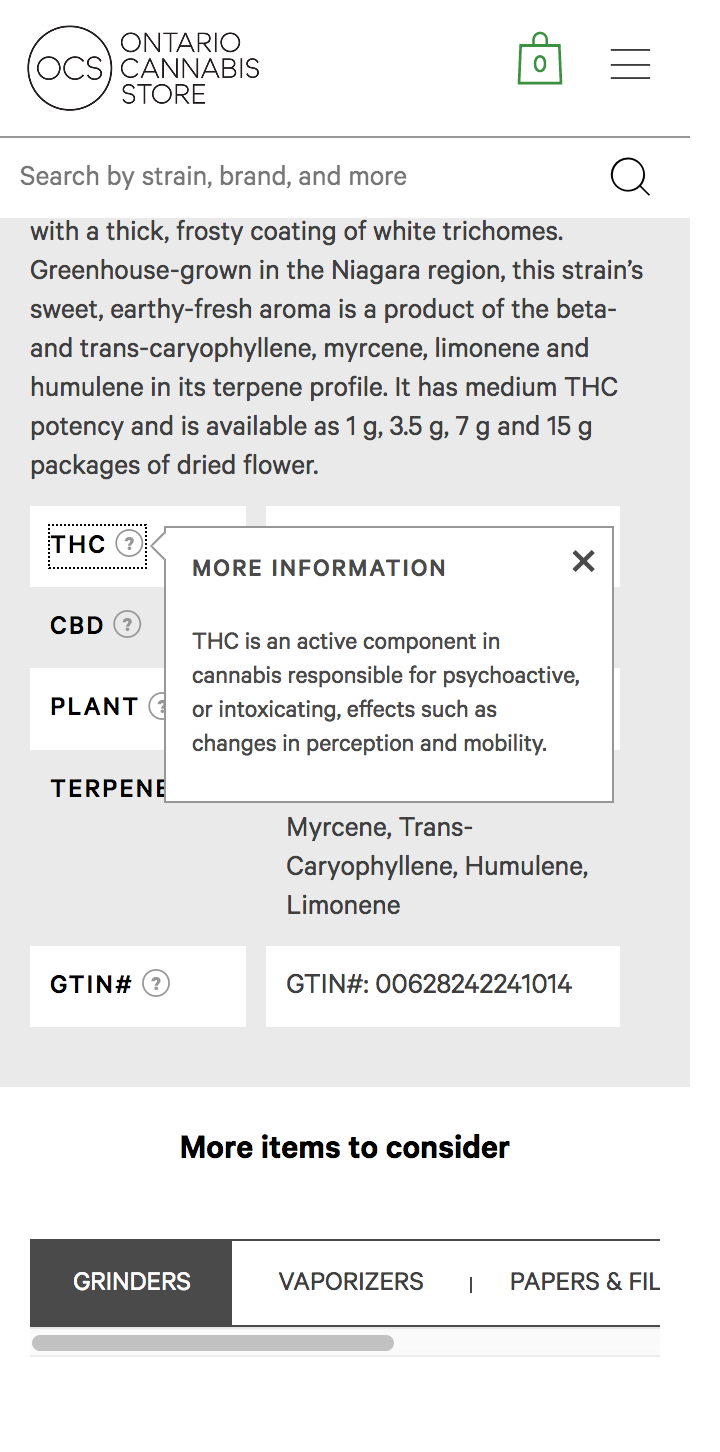 OCS
ONTARIO
CANNABIS
STORE
0
Search by strain, brand, and more
with a thick, frosty coating of white trichomes.
Greenhouse-grown in the Niagara region, this strain’s
sweet, earthy-fresh aroma is a product of the beta-
and trans-caryophyllene, myrcene, limonene and
humulene in its terpene profile. It has medium THC
potency and is available as 1 g, 3.5 g, 7 g and 15 g
packages of dried flower.
THC ?
MORE INFORMATION
THC is an active component in
cannabis responsible for psychoactive,
or intoxicating, effects such as
changes in perception and mobility.
CBD ?
PLANT ?
TERPENE
Myrcene, Trans-
Caryophyllene, Humulene,
Limonene
GTIN# ?
GTIN#: 00628242241014
More items to consider
GRINDERS
VAPORIZERS
PAPERS & FIL